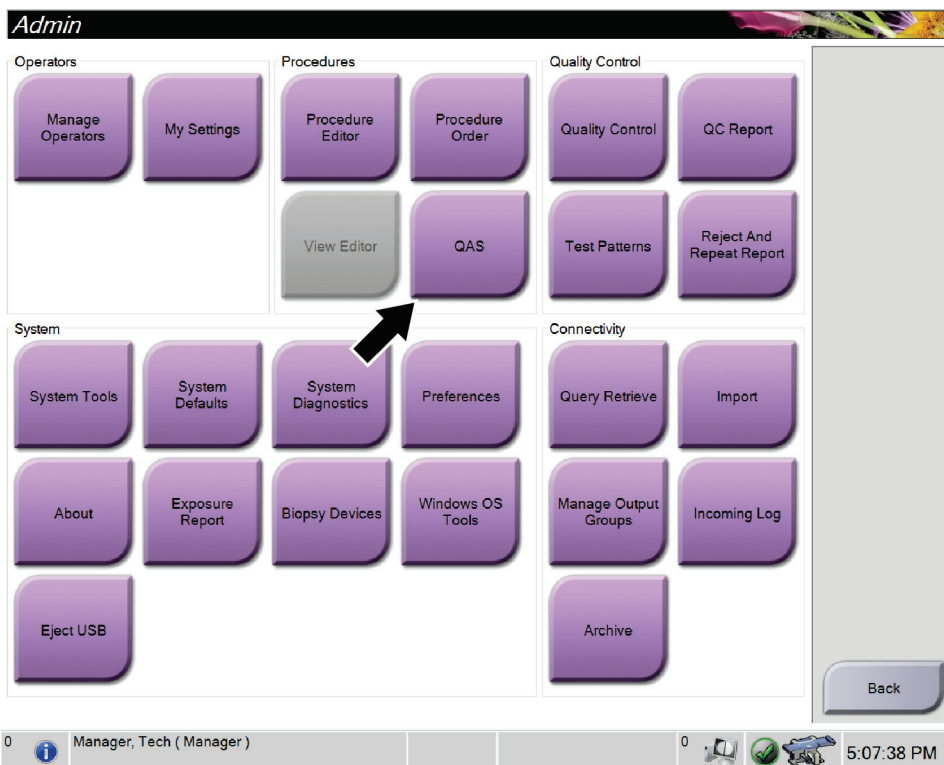 Admin
Operators
Manage
Operators
My Settings
Procedures
Procedure
Editor
Procedure
Order
View Editor
QAS
Quality Control
Quality Control
QC Report
Test Patterns
Reject And
Repeat Report
System
System Tools
System
Defaults
System
Diagnostics
Preferences
About
Exposure
Report
Biopsy Devices
Windows OS
Tools
Eject USB
Connectivity
Query Retrieve
Import
Manage Output
Groups
Incoming Log
Archive
Back
0
i
Manager, Tech ( Manager )
0
5:07:38 PM